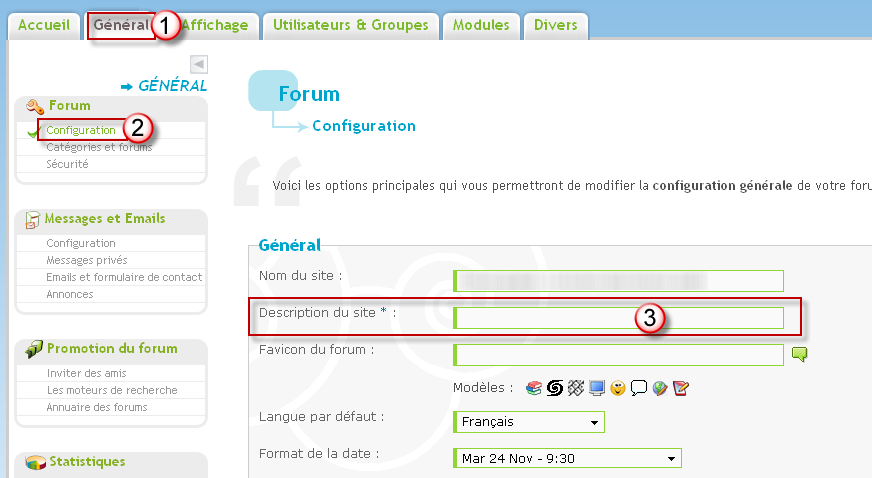 Accueil Général 1 Affichage Utilisateurs & Groupes Modules Divers
GÉNÉRAL
Forum
Configuration 2
Catégories et forums
Sécurité
Messages et Emails
Configuration
Messages privés
Emails et formulaire de contact
Annonces
Promotion du forum
Inviter des amis
Les moteurs de recherche
Annuaire des forums
Statistiques
Forum
Configuration
Voici les options principales qui vous permettront de modifier la configuration générale de votre foru
Général
Nom du site :
Description du site * : 3
Favicon du forum :
Modèles :
Langue par défaut : Français
Format de la date : Mar 24 Nov - 9:30